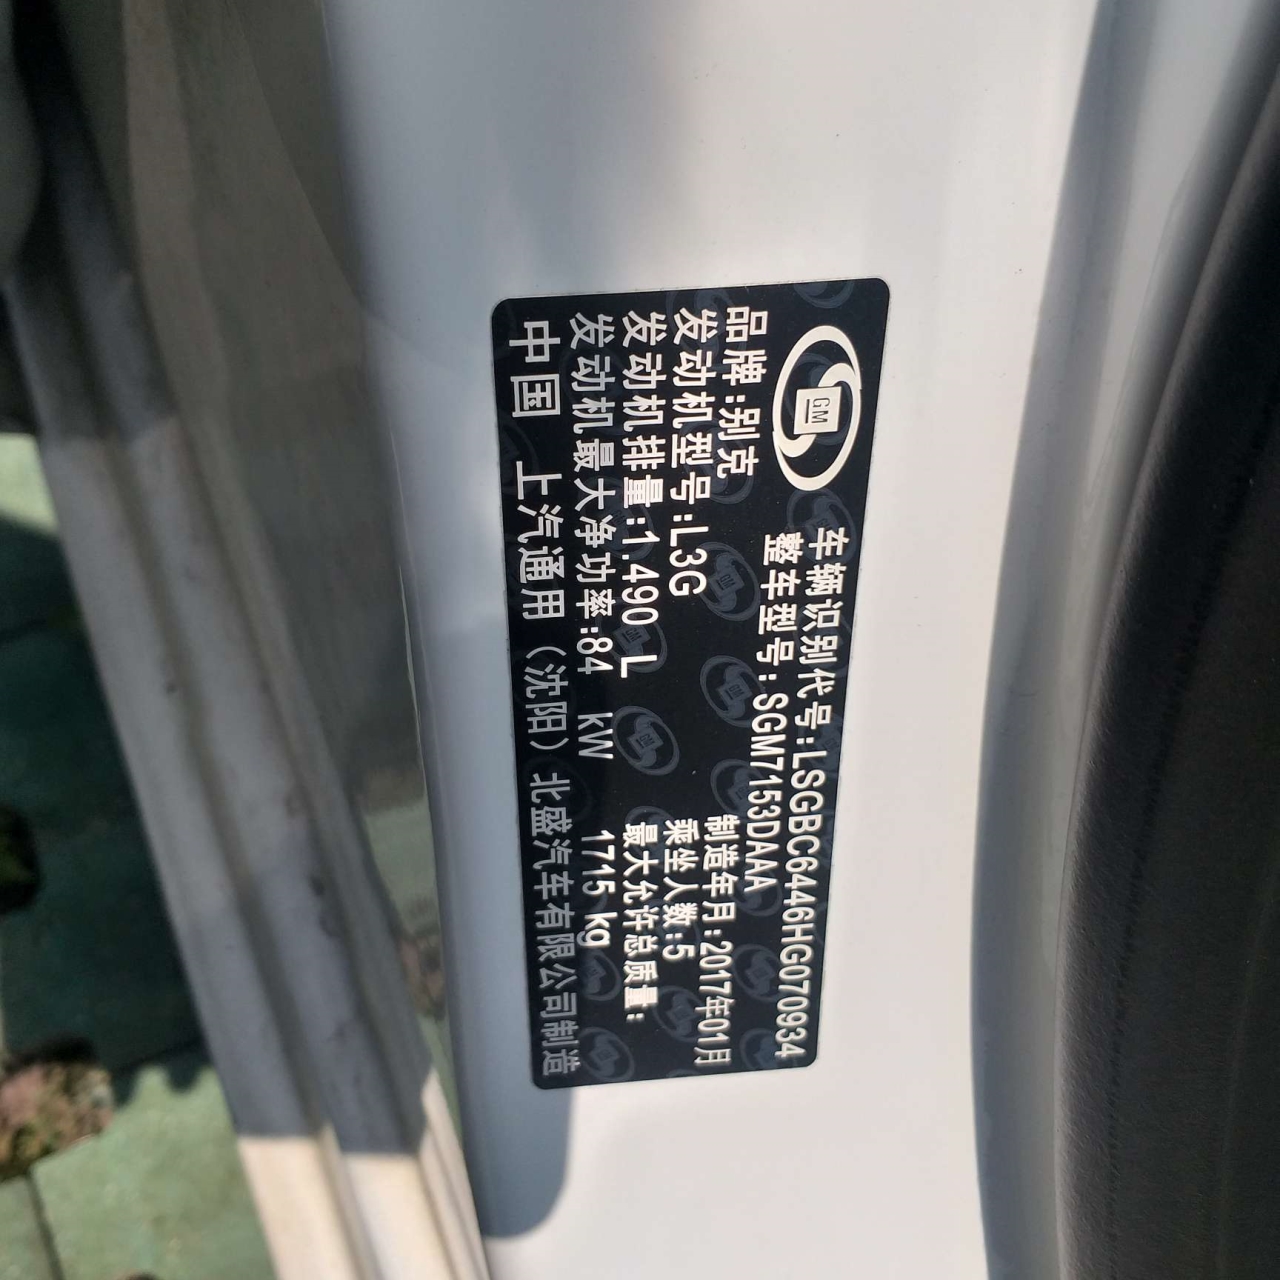 GM
车辆识别代号:LSGBC6446HG070934
整车型号:SGM7153DAAA
品牌:别克
发动机型号:L3G
发动机排量:1.490 L
发动机最大净功率:84 kW
制造年月:2017年01月
乘坐人数:5
最大允许总质量:
1715 kg
中国 上汽通用（沈阳）北盛汽车有限公司制造